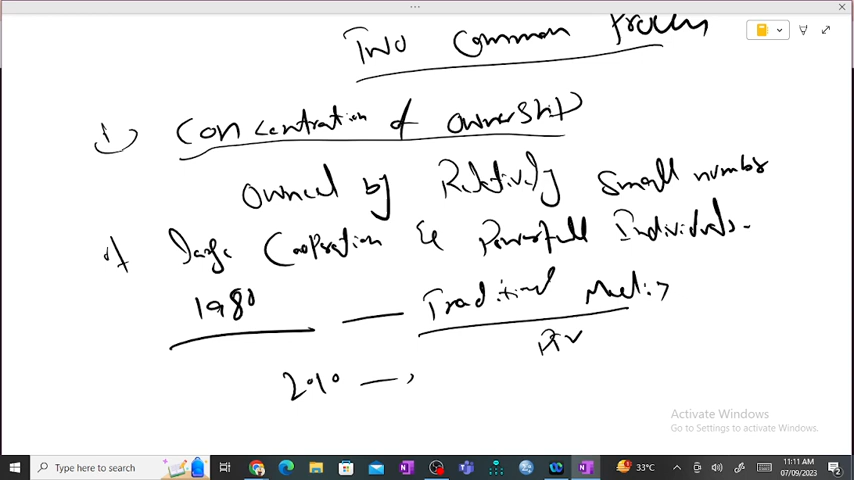 Two Common
1) Concentration of ownership
Owned by Relatively small number
of Large Cooperation & Powerfull Individuals.
1980 — Traditional Media
PTV
2010 —
Activate Windows
Go to Settings to activate Windows.
Type here to search
33°C
11:11 AM
07/09/2023
2